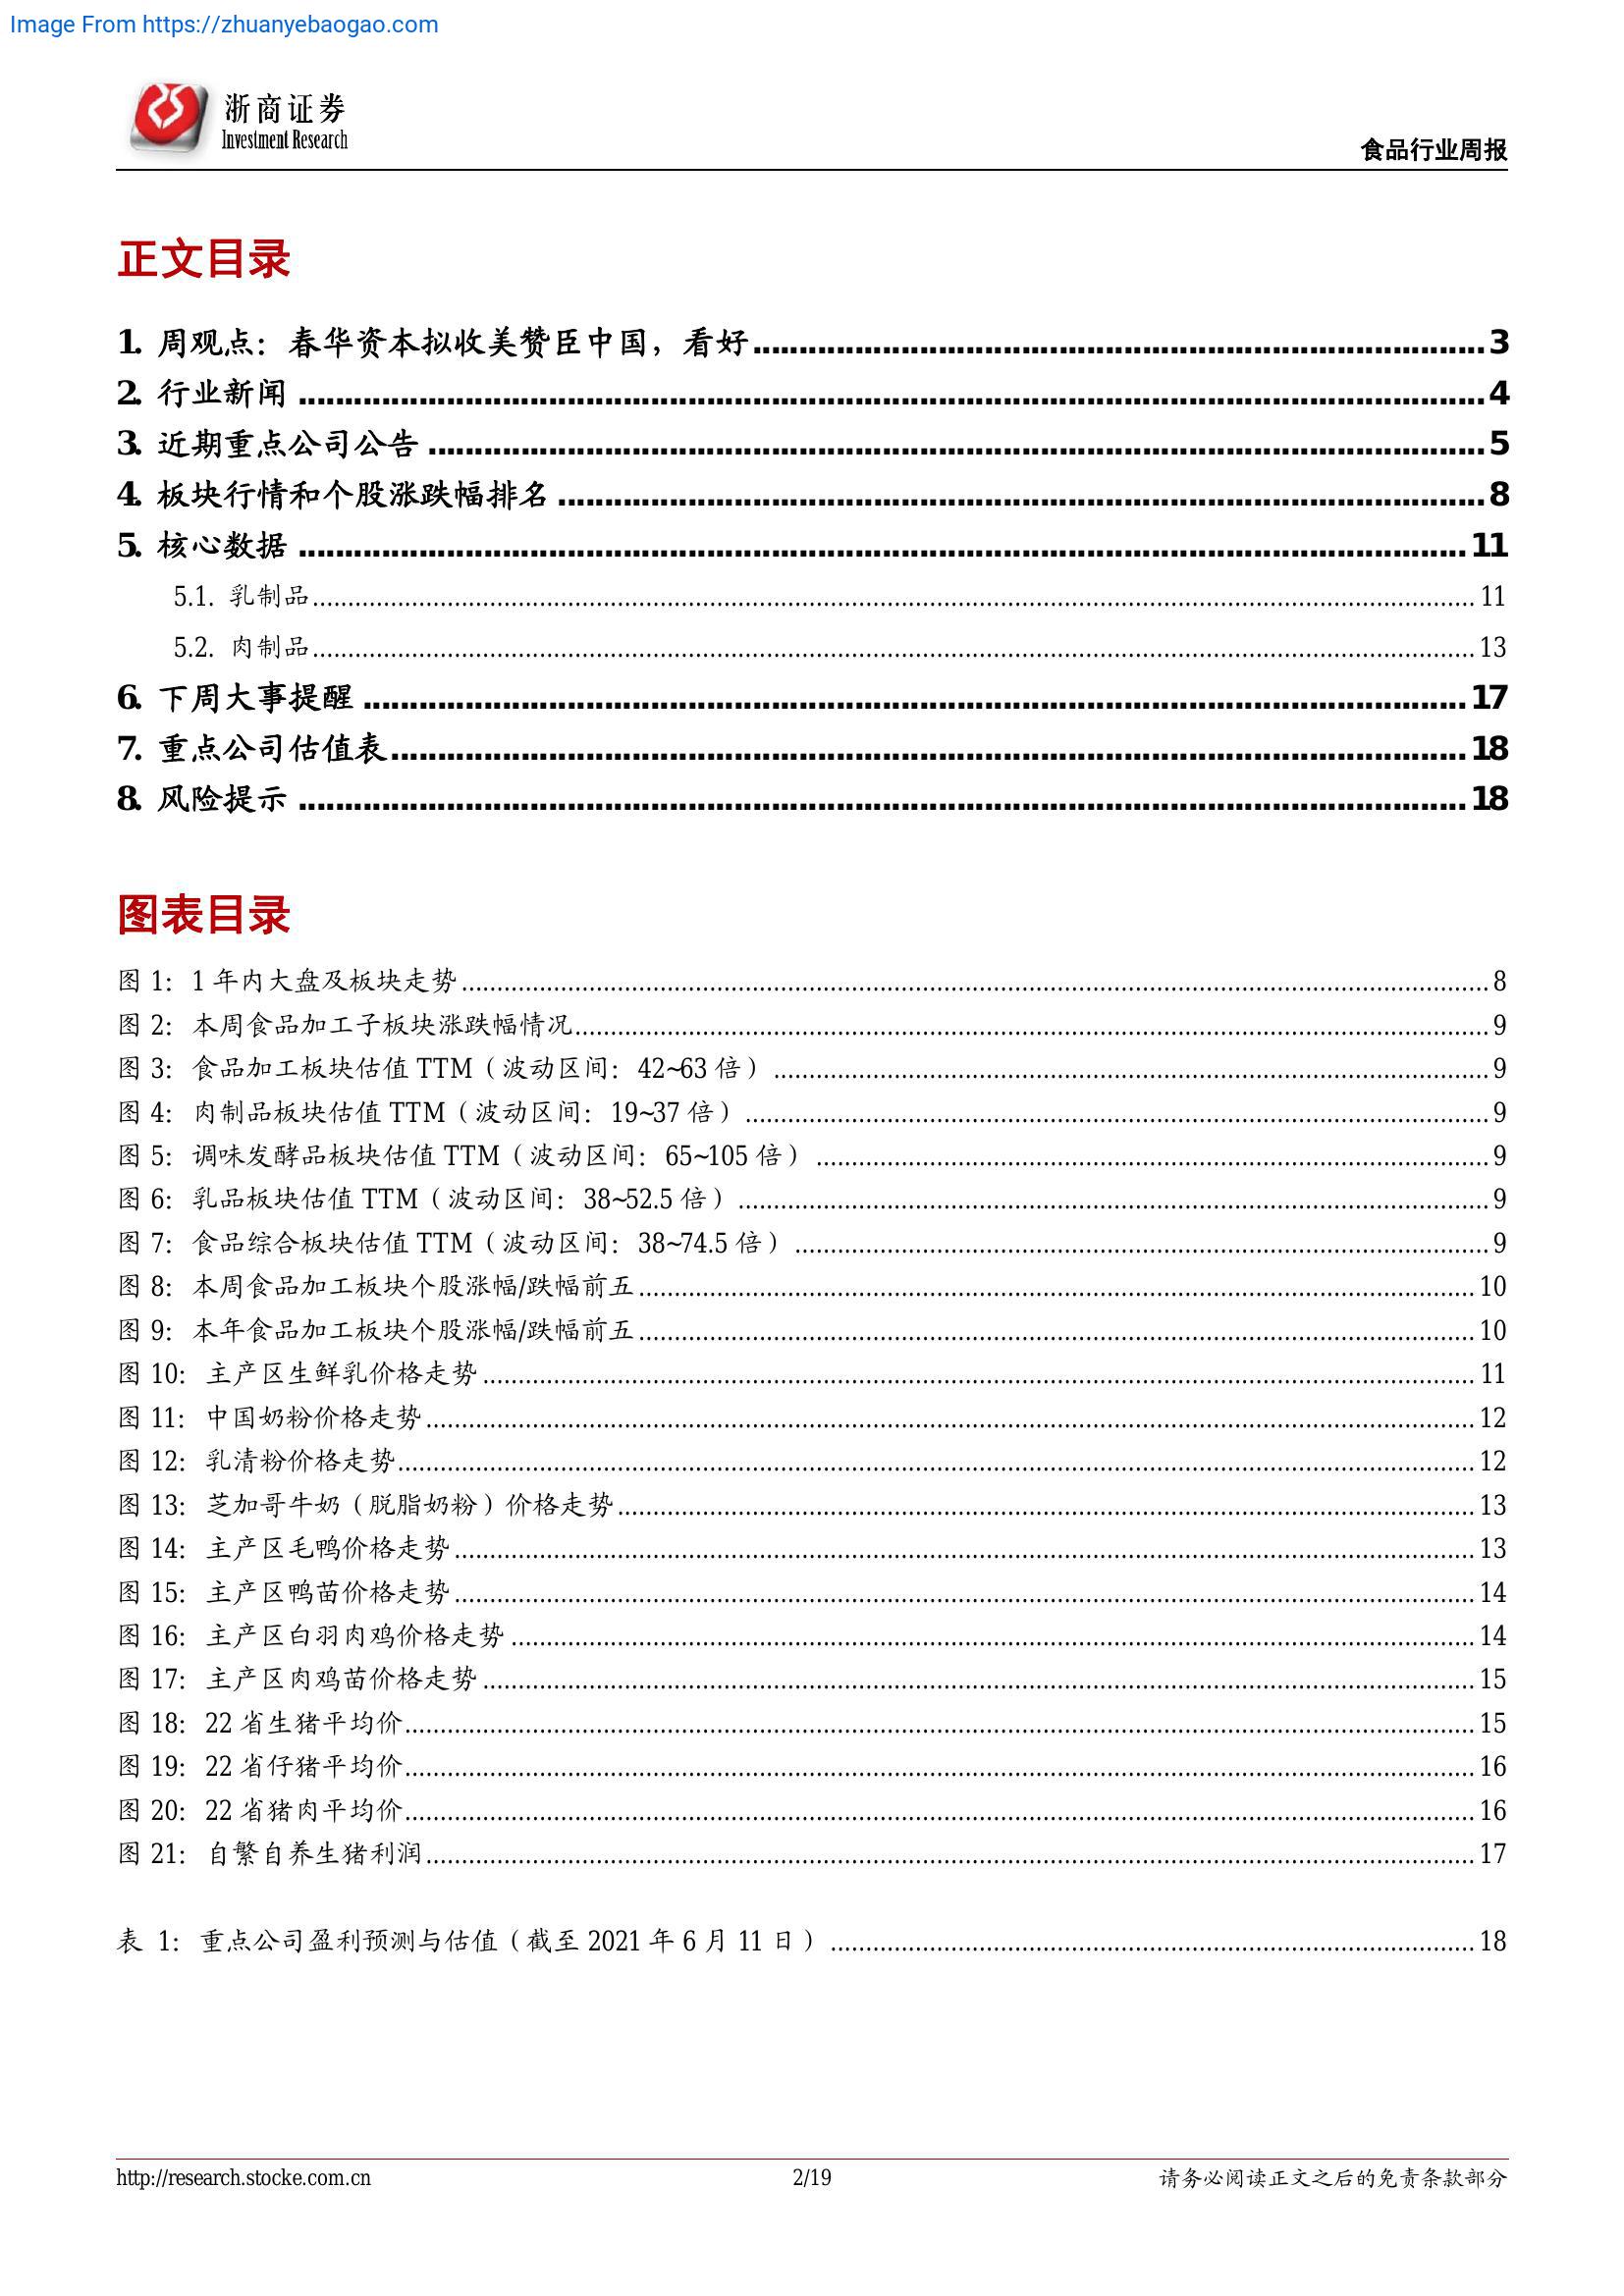 Image From https://zhuanyebaogao.com
浙商证券
Investment Research
食品行业周报
正文目录
1. 周观点：春华资本拟收美赞臣中国，看好 3
2. 行业新闻 4
3. 近期重点公司公告 5
4. 板块行情和个股涨跌幅排名 8
5. 核心数据 11
5.1. 乳制品 11
5.2. 肉制品 13
6. 下周大事提醒 17
7. 重点公司估值表 18
8. 风险提示 18
图表目录
图 1： 1 年内大盘及板块走势 8
图 2： 本周食品加工子板块涨跌幅情况 9
图 3： 食品加工板块估值 TTM（波动区间：42~63 倍） 9
图 4： 肉制品板块估值 TTM（波动区间：19~37 倍） 9
图 5： 调味发酵品板块估值 TTM（波动区间：65~105 倍） 9
图 6： 乳品板块估值 TTM（波动区间：38~52.5 倍） 9
图 7： 食品综合板块估值 TTM（波动区间：38~74.5 倍） 9
图 8： 本周食品加工板块个股涨幅/跌幅前五 10
图 9： 本年食品加工板块个股涨幅/跌幅前五 10
图 10： 主产区生鲜乳价格走势 11
图 11： 中国奶粉价格走势 12
图 12： 乳清粉价格走势 12
图 13： 芝加哥牛奶（脱脂奶粉）价格走势 13
图 14： 主产区毛鸭价格走势 13
图 15： 主产区鸭苗价格走势 14
图 16： 主产区白羽肉鸡价格走势 14
图 17： 主产区肉鸡苗价格走势 15
图 18： 22 省生猪平均价 15
图 19： 22 省仔猪平均价 16
图 20： 22 省猪肉平均价 16
图 21： 自繁自养生猪利润 17
表 1： 重点公司盈利预测与估值（截至 2021 年 6 月 11 日） 18
http://research.stocke.com.cn
2/19
请务必阅读正文之后的免责条款部分